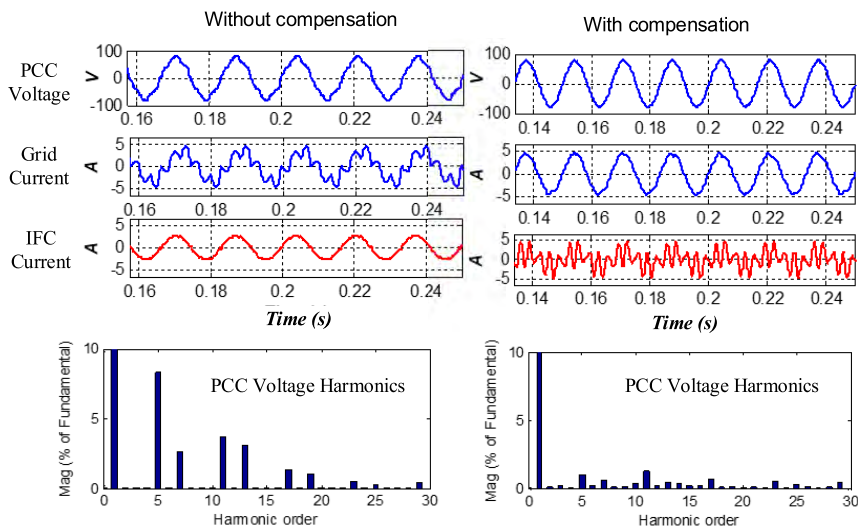 Without compensation
With compensation
PCC
Voltage
V
100
0
-100
0.16 0.18 0.2 0.22 0.24
V
100
0
-100
0.14 0.16 0.18 0.2 0.22 0.24
Grid
Current
A
5
0
-5
0.16 0.18 0.2 0.22 0.24
A
5
0
-5
0.14 0.16 0.18 0.2 0.22 0.24
IFC
Current
A
5
0
-5
0.16 0.18 0.2 0.22 0.24
Time (s)
A
5
0
-5
0.14 0.16 0.18 0.2 0.22 0.24
Time (s)
Mag (% of Fundamental)
10
5
0
PCC Voltage Harmonics
0 5 10 15 20 25 30
Harmonic order
Mag (% of Fundamental)
10
5
0
PCC Voltage Harmonics
0 5 10 15 20 25 30
Harmonic order